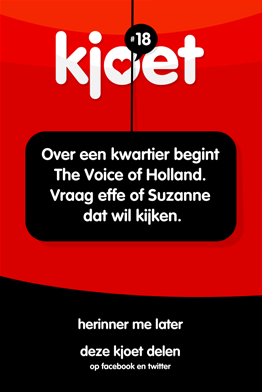 #18
kjoet
Over een kwartier begint
The Voice of Holland.
Vraag effe of Suzanne
dat wil kijken.
herinner me later
deze kjoet delen
op facebook en twitter